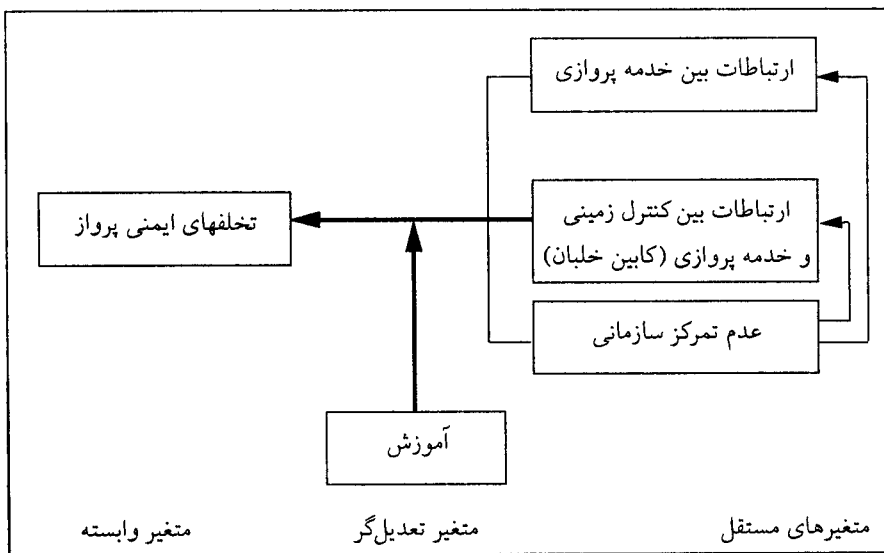 ارتباطات بین خدمه پروازی
ارتباطات بین کنترل زمینی
و خدمه پروازی (کابین خلبان)
عدم تمرکز سازمانی
تخلفهای ایمنی پرواز
آموزش
متغیرهای مستقل
متغیر تعدیل‌گر
متغیر وابسته